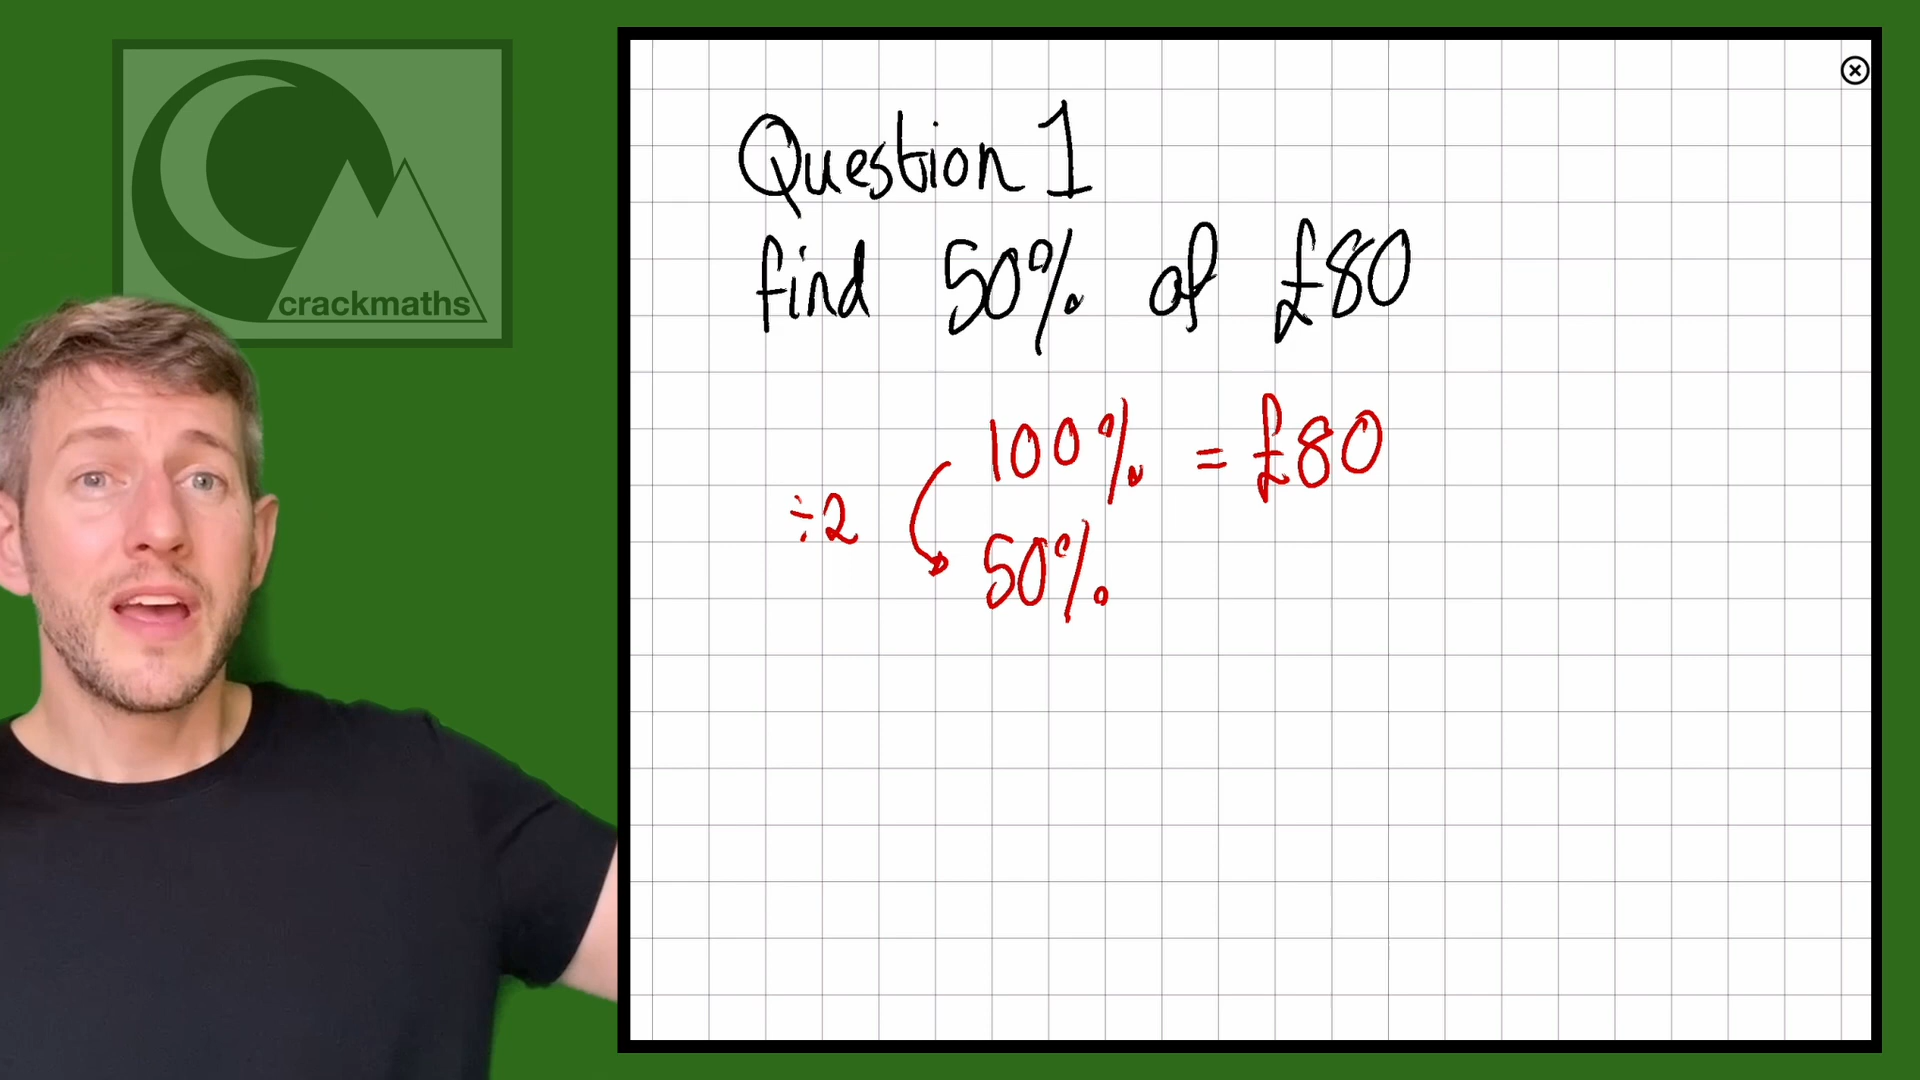 crackmaths
Question 1
find 50% of £80
100% = £80
÷2
50%